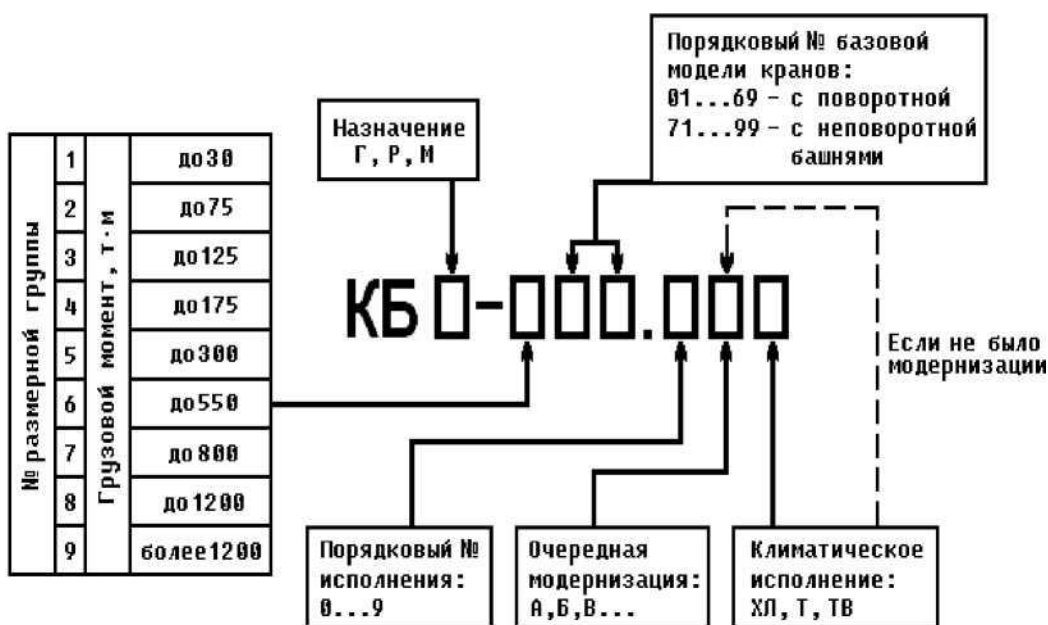 Порядковый № базовой
модели кранов:
01...69 - с поворотной
71...99 - с неповоротной
башнями
Назначение
Г, Р, М
№ размерной группы
Грузовой момент, т·м
1 до 30
2 до 75
3 до 125
4 до 175
5 до 300
6 до 550
7 до 800
8 до 1200
9 более 1200
КБ - .
Если не было
модернизации
Порядковый №
исполнения:
0...9
Очередная
модернизация:
А,Б,В...
Климатическое
исполнение:
ХЛ, Т, ТВ